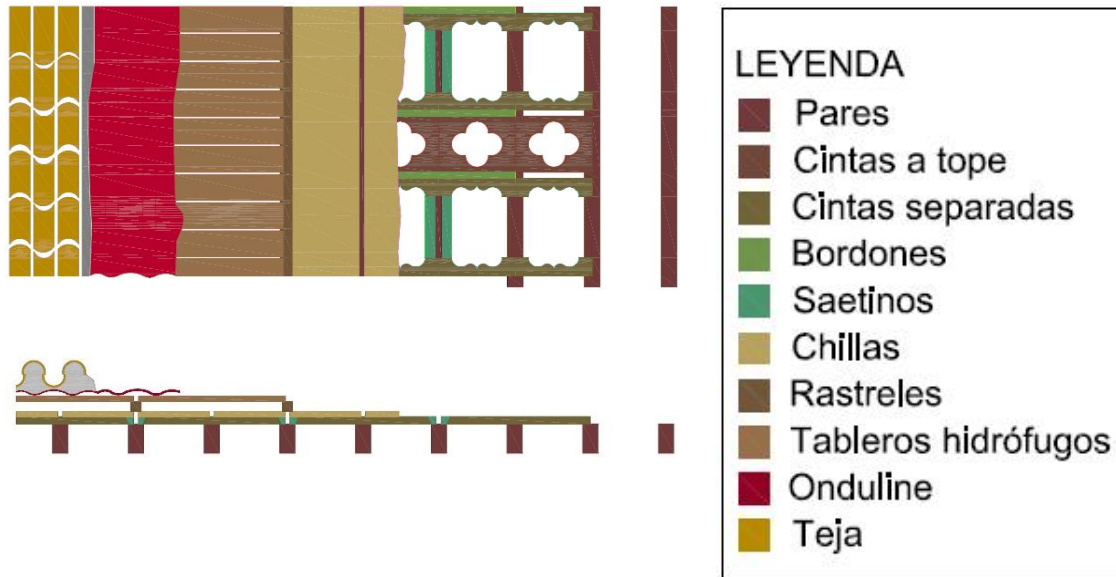 LEYENDA
Pares
Cintas a tope
Cintas separadas
Bordones
Saetinos
Chillas
Rastreles
Tableros hidrófugos
Onduline
Teja